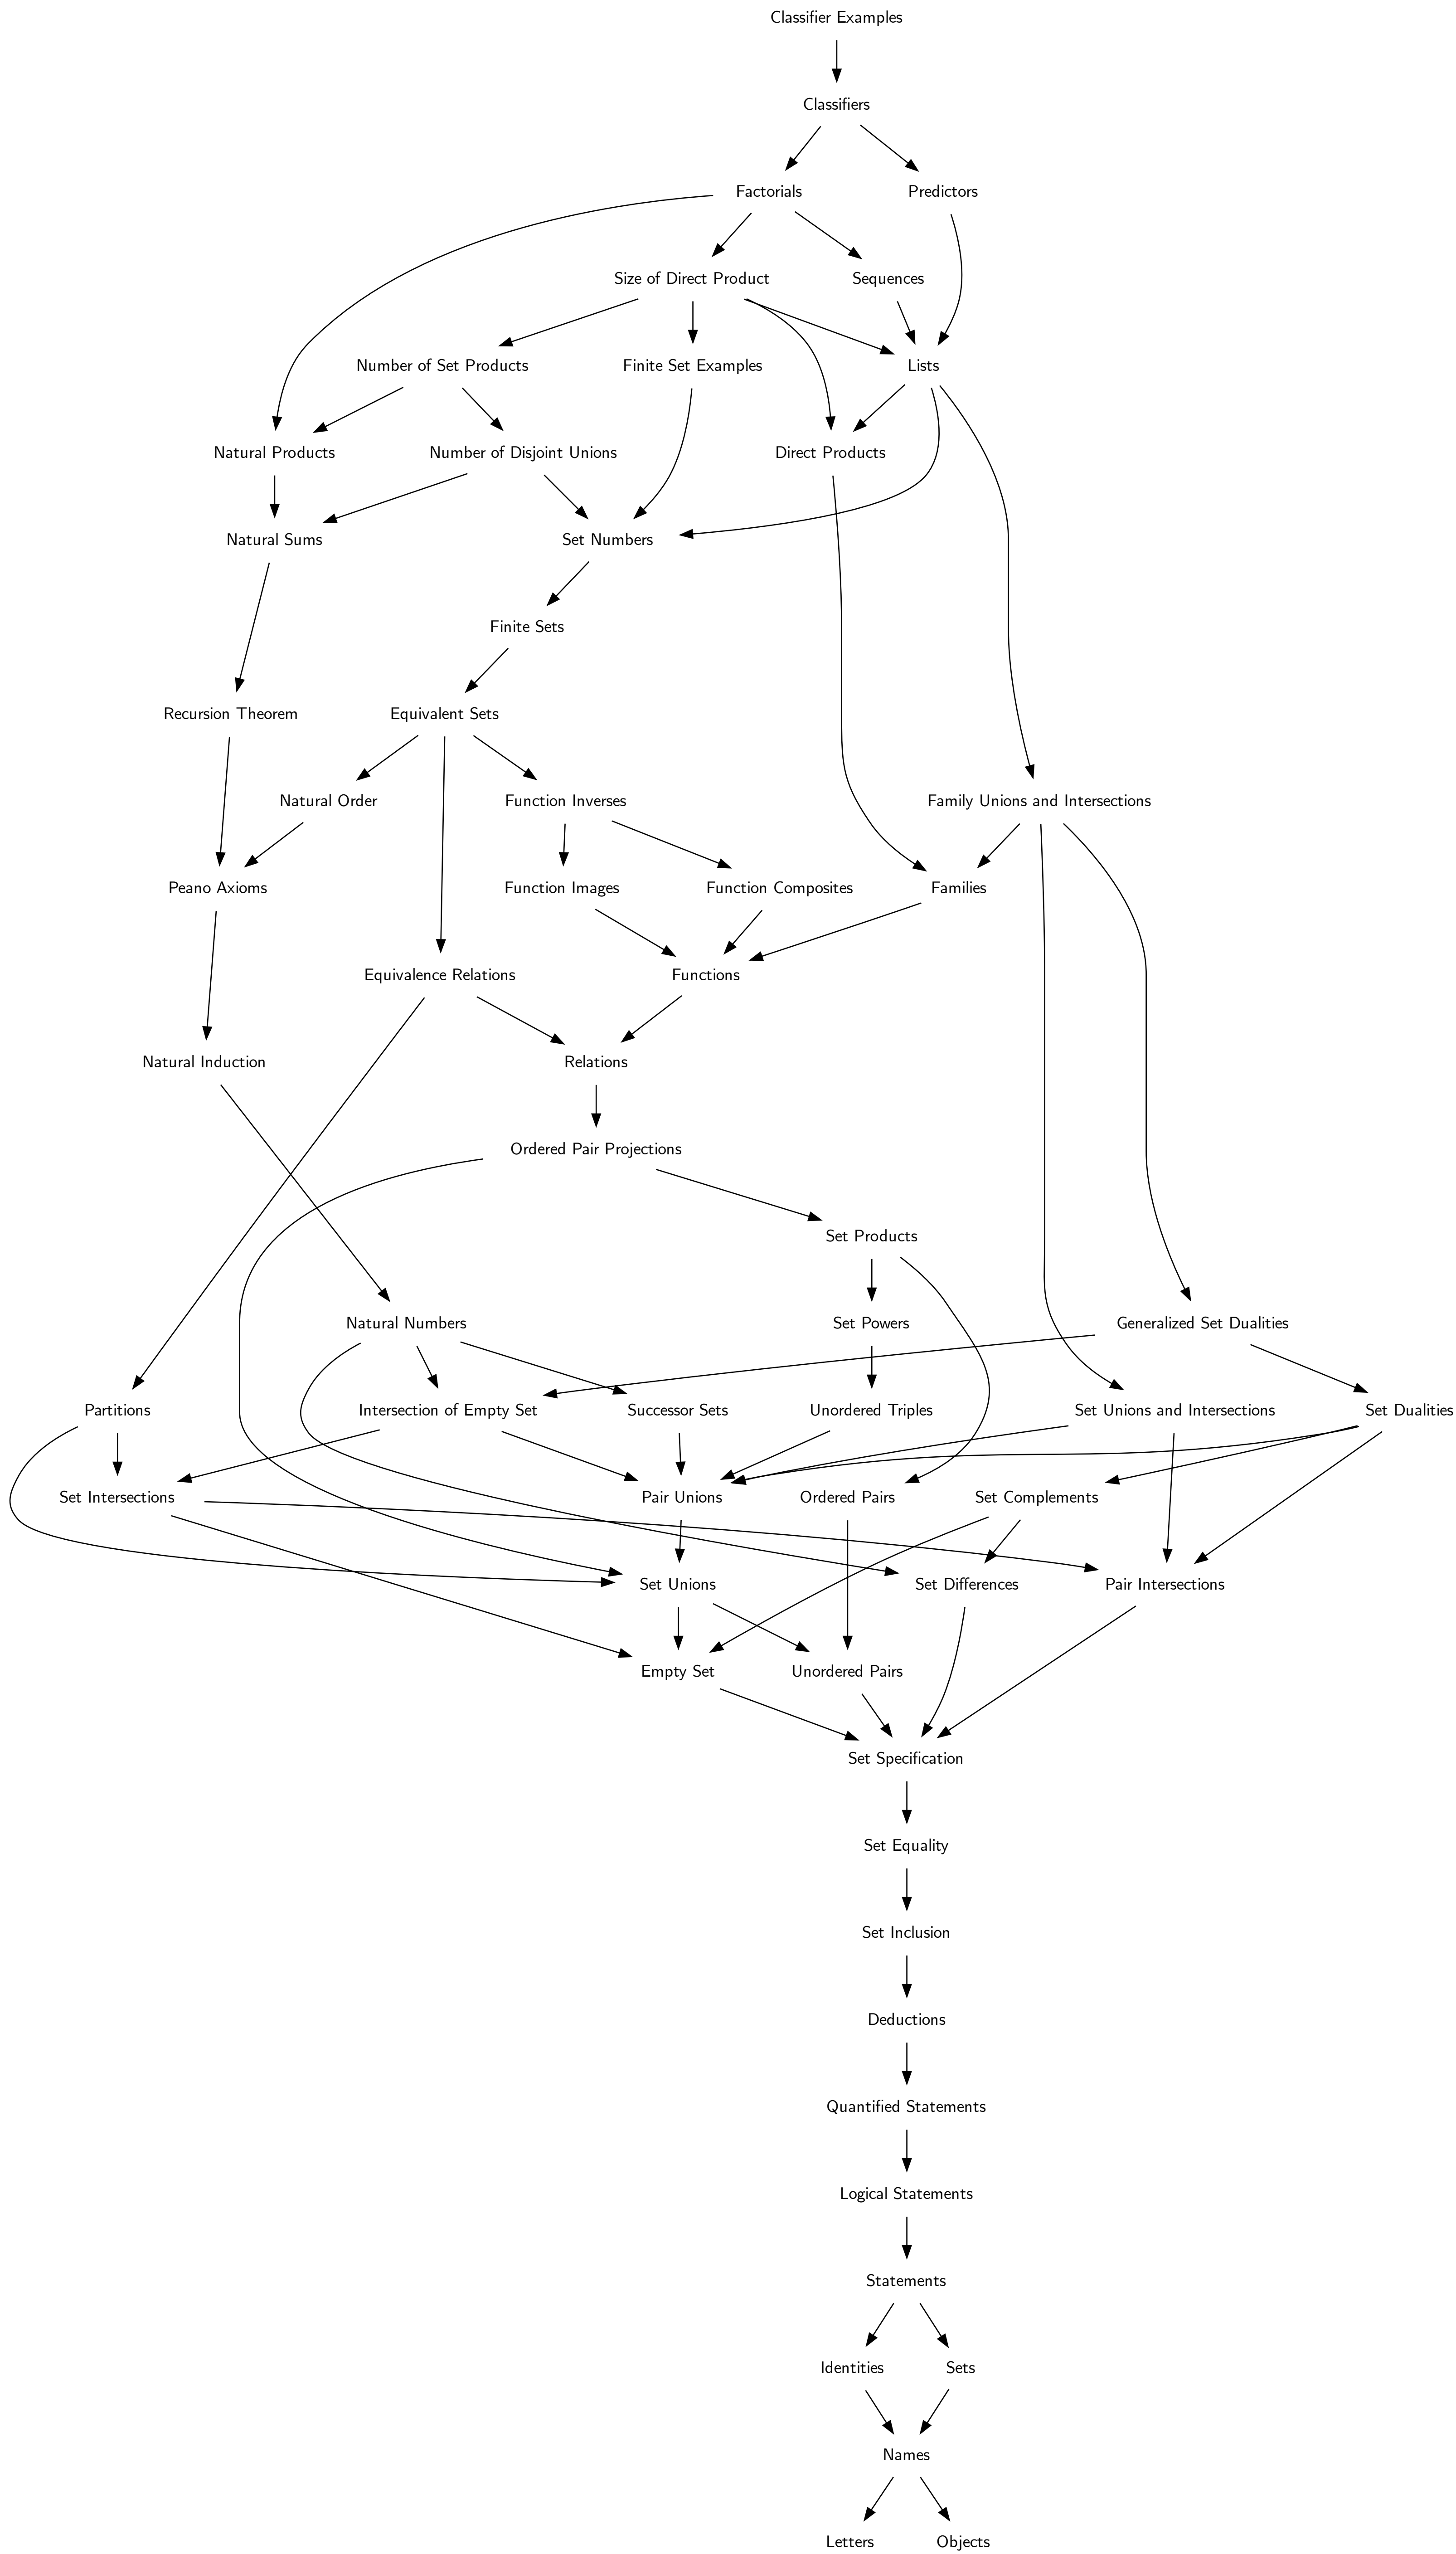 Classifier Examples
Classifiers
Factorials
Predictors
Size of Direct Product
Sequences
Number of Set Products
Finite Set Examples
Lists
Natural Products
Number of Disjoint Unions
Direct Products
Natural Sums
Set Numbers
Finite Sets
Recursion Theorem
Equivalent Sets
Natural Order
Function Inverses
Family Unions and Intersections
Peano Axioms
Function Images
Function Composites
Families
Equivalence Relations
Functions
Natural Induction
Relations
Ordered Pair Projections
Set Products
Natural Numbers
Set Powers
Generalized Set Dualities
Partitions
Intersection of Empty Set
Successor Sets
Unordered Triples
Set Unions and Intersections
Set Dualities
Set Intersections
Pair Unions
Ordered Pairs
Set Complements
Set Unions
Set Differences
Pair Intersections
Empty Set
Unordered Pairs
Set Specification
Set Equality
Set Inclusion
Deductions
Quantified Statements
Logical Statements
Statements
Identities
Sets
Names
Letters
Objects